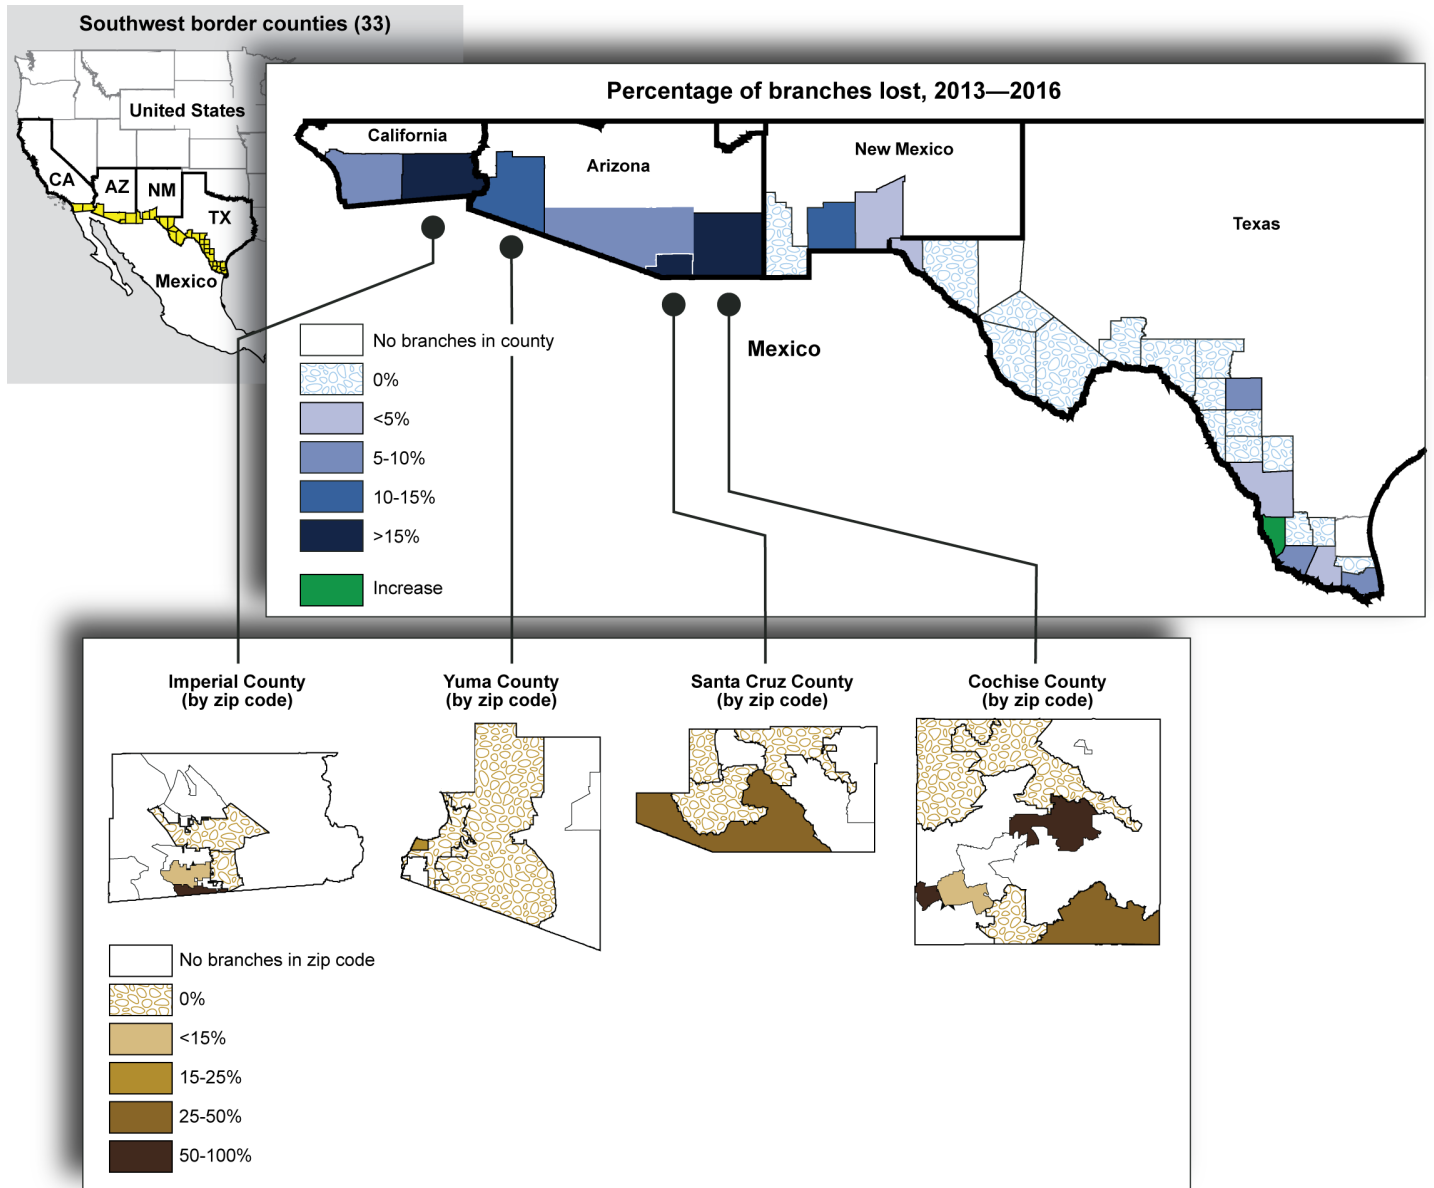 Southwest border counties (33)
United States
CA
AZ
NM
TX
Mexico
Percentage of branches lost, 2013—2016
California
Arizona
New Mexico
Texas
Mexico
No branches in county
0%
<5%
5-10%
10-15%
>15%
Increase
Imperial County
(by zip code)
Yuma County
(by zip code)
Santa Cruz County
(by zip code)
Cochise County
(by zip code)
No branches in zip code
0%
<15%
15-25%
25-50%
50-100%